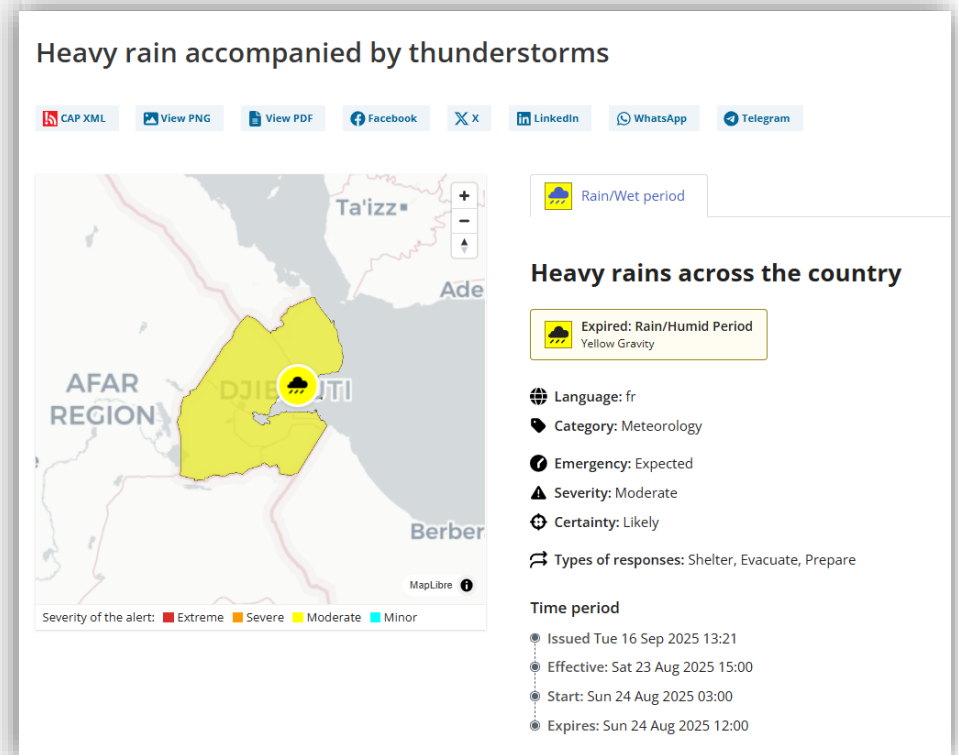 Heavy rain accompanied by thunderstorms
CAP XML
View PNG
View PDF
Facebook
X
LinkedIn
WhatsApp
Telegram
Ta'izz
+
−
Ade
AFAR
REGION
DJIBOUTI
Berber
MapLibre
Severity of the alert: Extreme Severe Moderate Minor
Rain/Wet period
Heavy rains across the country
Expired: Rain/Humid Period
Yellow Gravity
Language: fr
Category: Meteorology
Emergency: Expected
Severity: Moderate
Certainty: Likely
Types of responses: Shelter, Evacuate, Prepare
Time period
Issued Tue 16 Sep 2025 13:21
Effective: Sat 23 Aug 2025 15:00
Start: Sun 24 Aug 2025 03:00
Expires: Sun 24 Aug 2025 12:00